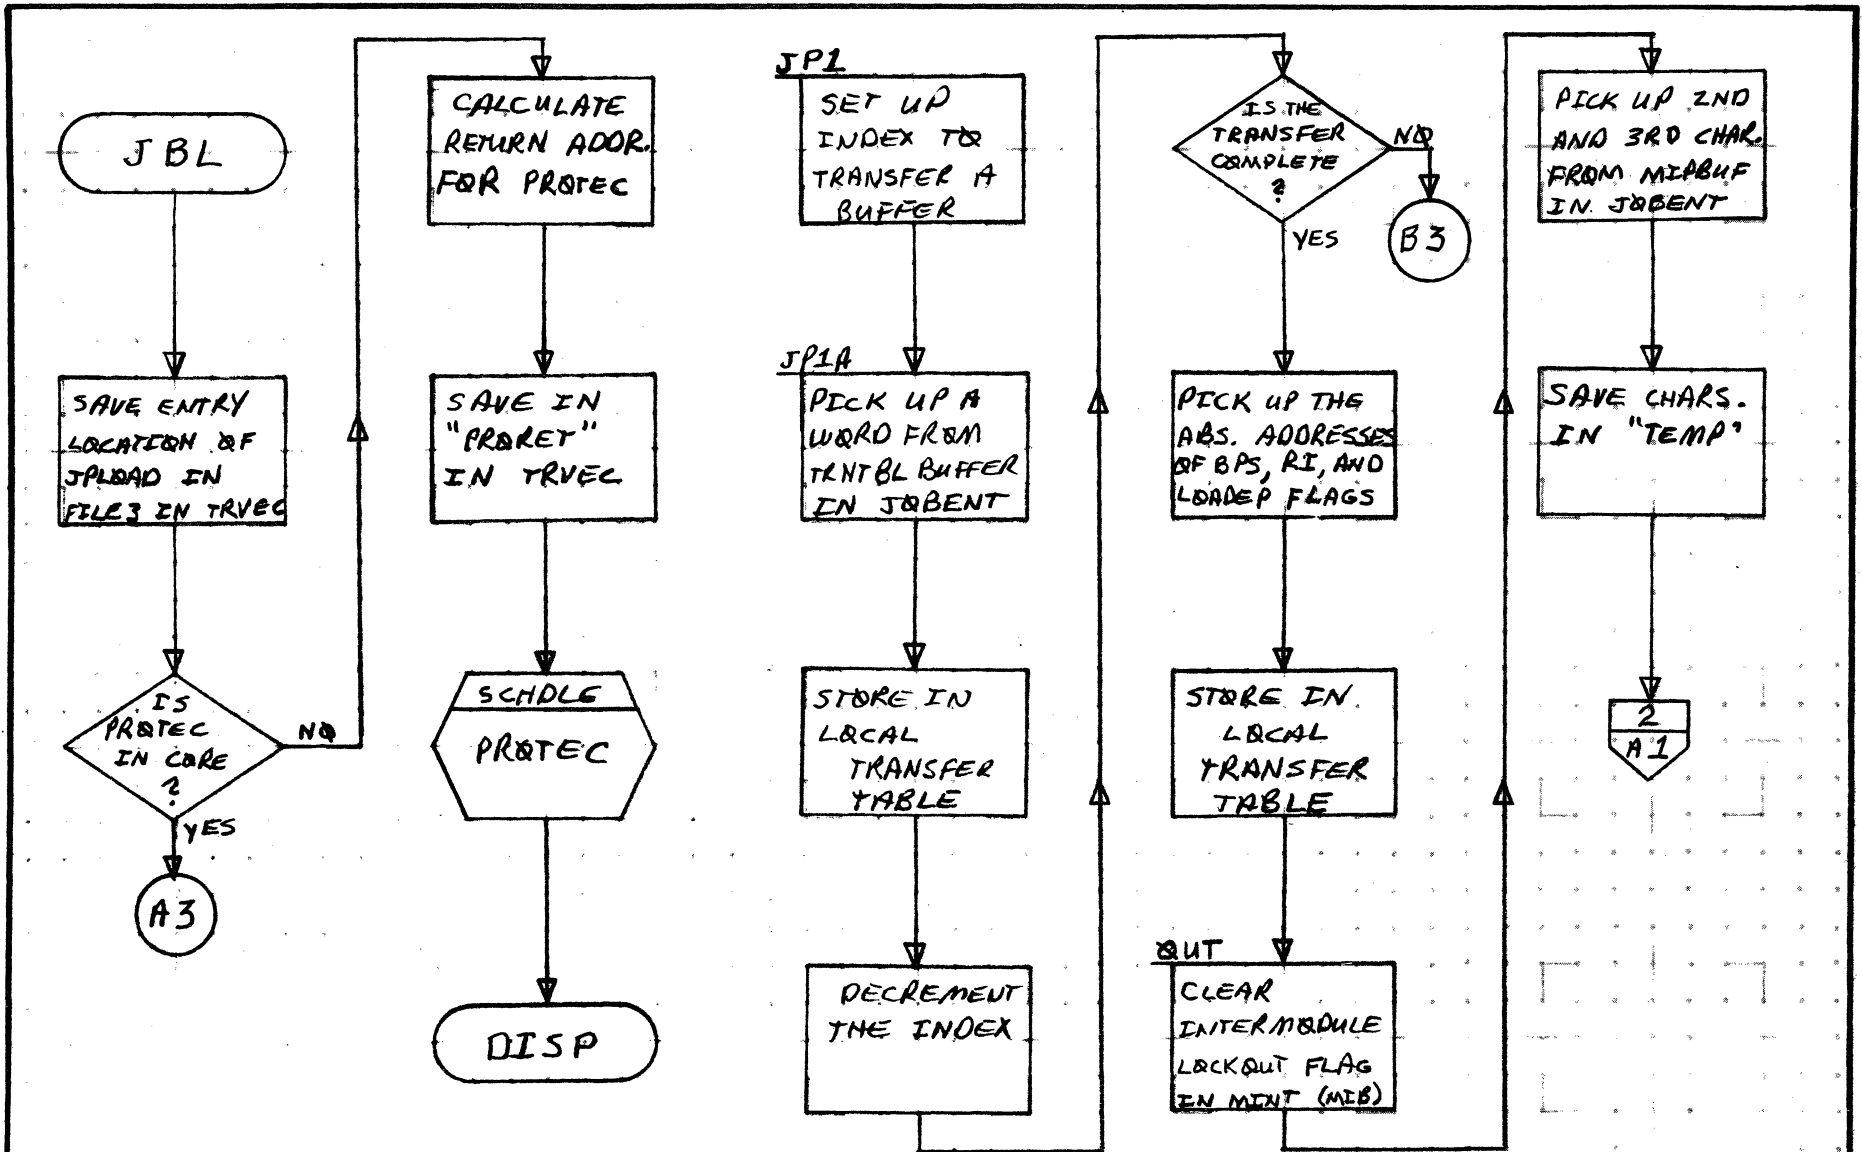 JBL
SAVE ENTRY
LOCATION OF
JPLOAD IN
FILE3 IN TRVEC
IS
PROTEC
IN CORE
?
NO
YES
A3
CALCULATE
RETURN ADDR.
FOR PROTEC
SAVE IN
"PRORET"
IN TRVEC
SCHDLE
PROTEC
DISP
JP1
SET UP
INDEX TO
TRANSFER A
BUFFER
JP1A
PICK UP A
WORD FROM
TRNTBL BUFFER
IN JOBENT
STORE IN
LOCAL
TRANSFER
TABLE
DECREMENT
THE INDEX
IS THE
TRANSFER
COMPLETE
?
NO
B3
YES
PICK UP THE
ABS. ADDRESSES
OF BPS, RI, AND
LOADEP FLAGS
STORE IN
LOCAL
TRANSFER
TABLE
OUT
CLEAR
INTERMODULE
LOCKOUT FLAG
IN MINT (MIB)
PICK UP 2ND
AND 3RD CHAR.
FROM MIPBUF
IN JOBENT
SAVE CHARS.
IN "TEMP"
2
A1